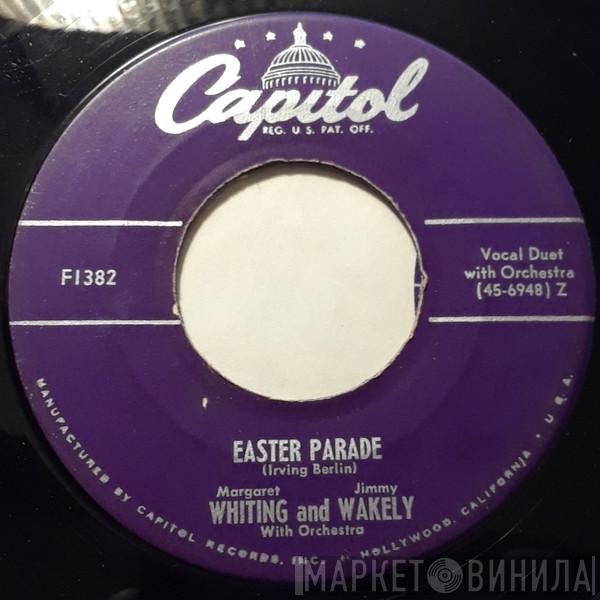 Capitol
REG. U. S. PAT. OFF.
F1382
Vocal Duet
with Orchestra
(45-6948) Z
EASTER PARADE
(Irving Berlin)
Margaret Jimmy
WHITING and WAKELY
With Orchestra
MANUFACTURED BY CAPITOL RECORDS, INC. • HOLLYWOOD, CALIFORNIA • U.S.A.
МАРКЕТ ВИНИЛА